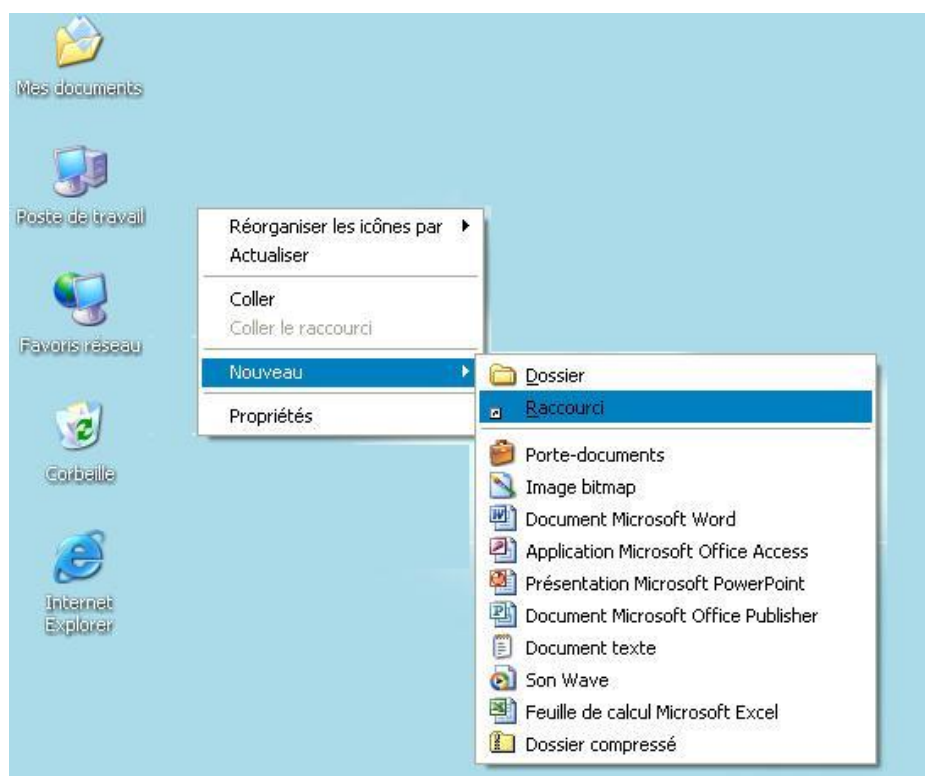 Mes documents
Poste de travail
Favoris réseau
Corbeille
Internet
Explorer
Réorganiser les icônes par
Actualiser
Coller
Coller le raccourci
Nouveau
Propriétés
Dossier
Raccourci
Porte-documents
Image bitmap
Document Microsoft Word
Application Microsoft Office Access
Présentation Microsoft PowerPoint
Document Microsoft Office Publisher
Document texte
Son Wave
Feuille de calcul Microsoft Excel
Dossier compressé